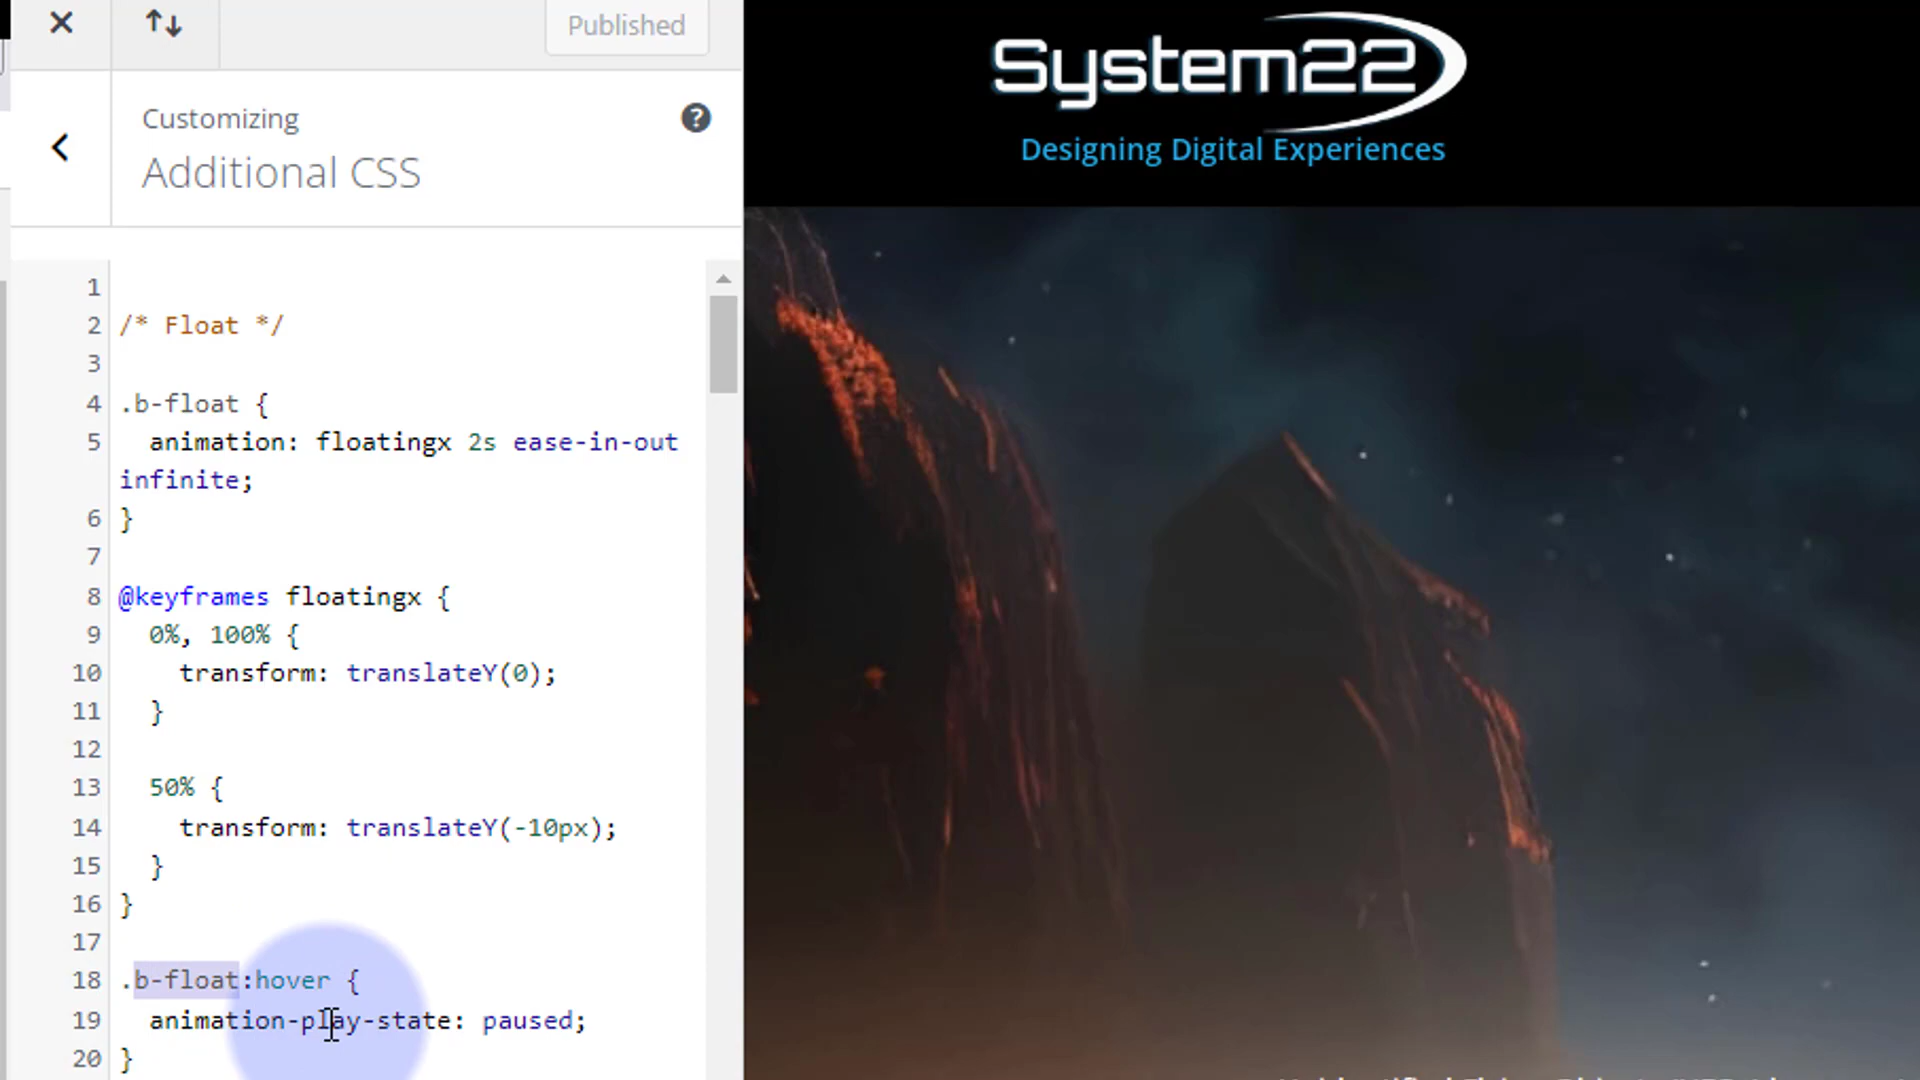 Published
Customizing
Additional CSS
1
2 /* Float */
3
4 .b-float {
5 animation: floatingx 2s ease-in-out
infinite;
6 }
7
8 @keyframes floatingx {
9 0%, 100% {
10 transform: translateY(0);
11 }
12
13 50% {
14 transform: translateY(-10px);
15 }
16 }
17
18 .b-float:hover {
19 animation-play-state: paused;
20 }
System22
Designing Digital Experiences